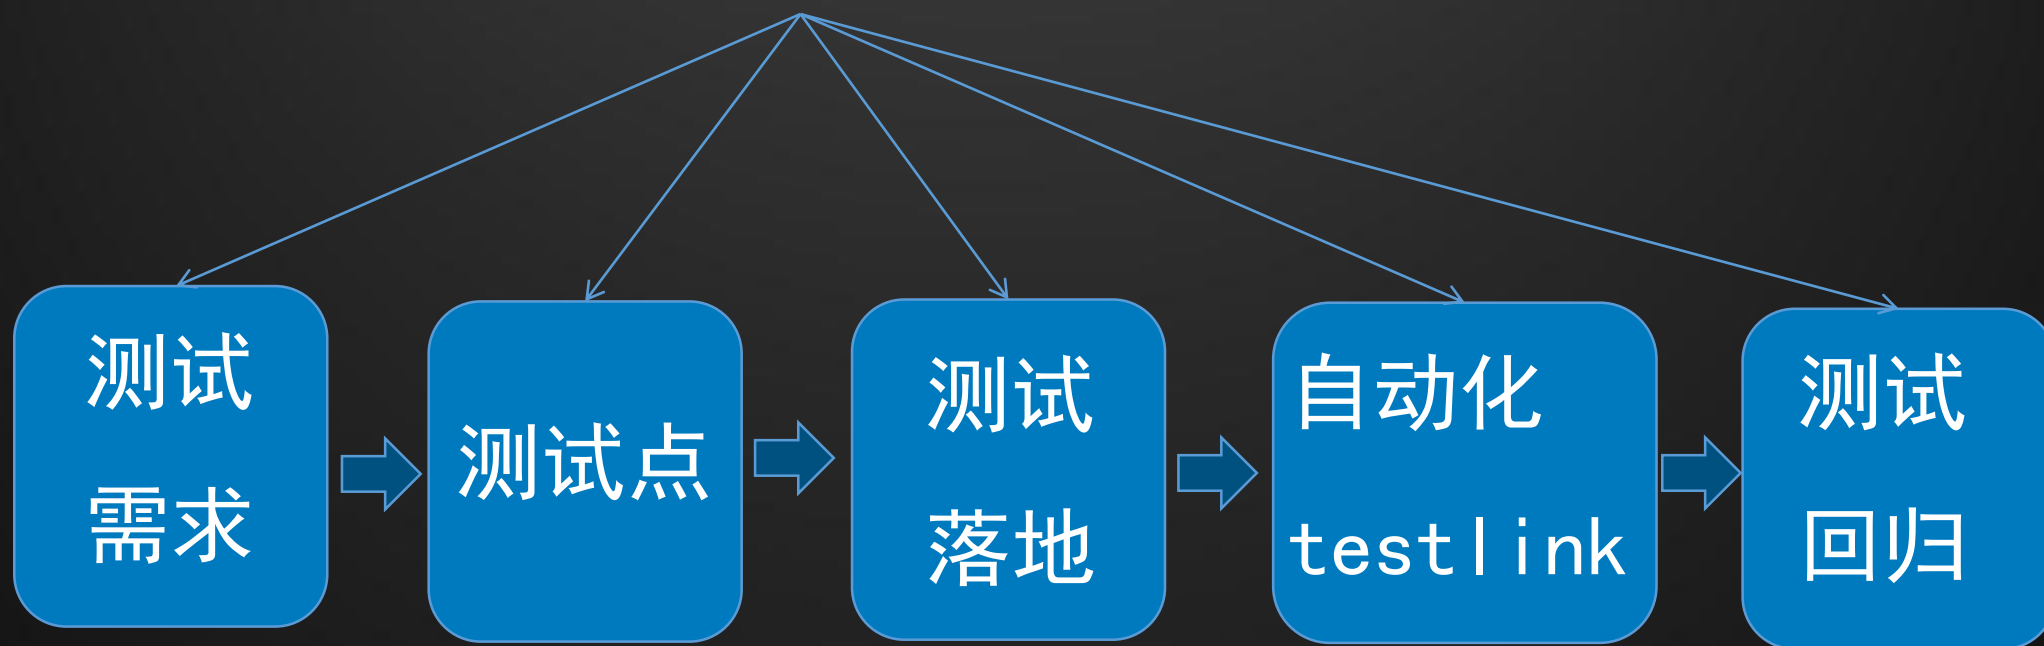 测试
需求
测试点
测试
落地
自动化
testlink
测试
回归